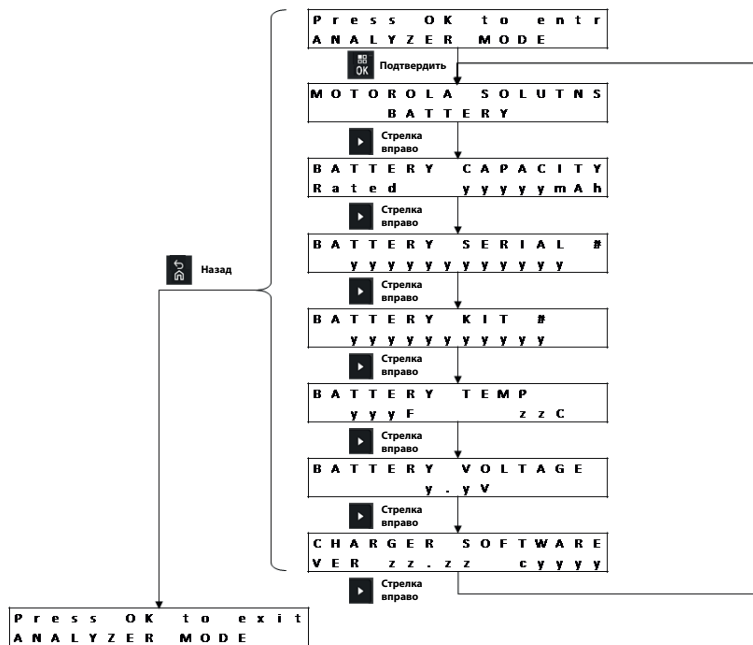 Press OK to entr
ANALYZER MODE
OK
Подтвердить
MOTOROLA SOLUTNS
BATTERY
Стрелка
вправо
BATTERY CAPACITY
Rated yyyyymAh
Стрелка
вправо
BATTERY SERIAL #
yyyyyyyyyyyy
Назад
Стрелка
вправо
BATTERY KIT #
yyyyyyyyyyy
Стрелка
вправо
BATTERY TEMP
yyyF zzC
Стрелка
вправо
BATTERY VOLTAGE
y.yV
Стрелка
вправо
CHARGER SOFTWARE
VER zz.zz cyyyy
Стрелка
вправо
Press OK to exit
ANALYZER MODE